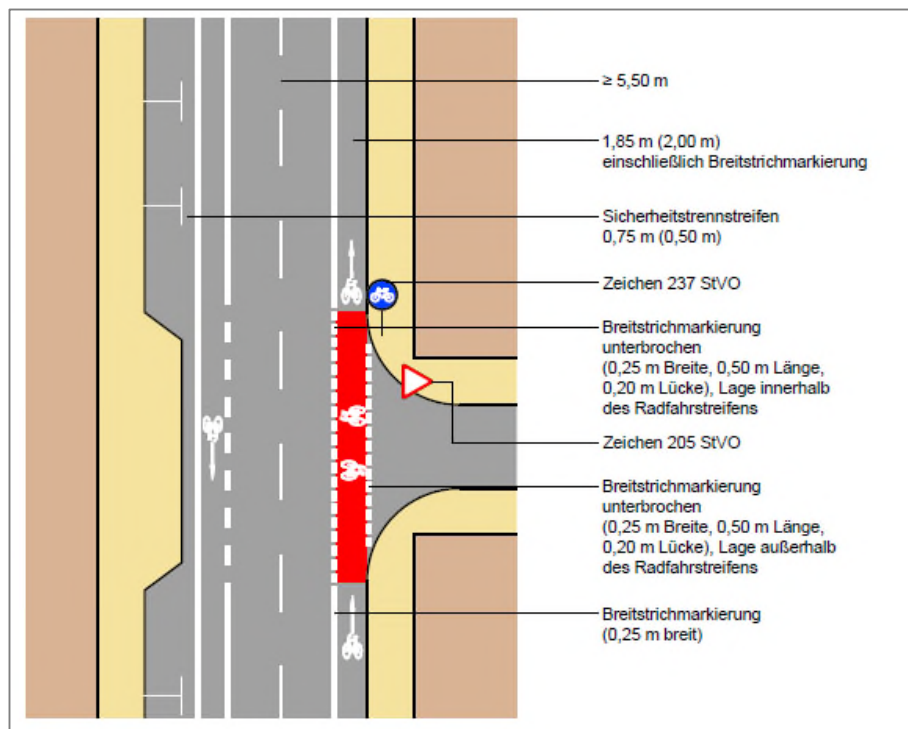 ≥ 5,50 m
1,85 m (2,00 m)
einschließlich Breitstrichmarkierung
Sicherheitstrennstreifen
0,75 m (0,50 m)
Zeichen 237 StVO
Breitstrichmarkierung
unterbrochen
(0,25 m Breite, 0,50 m Länge,
0,20 m Lücke), Lage innerhalb
des Radfahrstreifens
Zeichen 205 StVO
Breitstrichmarkierung
unterbrochen
(0,25 m Breite, 0,50 m Länge,
0,20 m Lücke), Lage außerhalb
des Radfahrstreifens
Breitstrichmarkierung
(0,25 m breit)